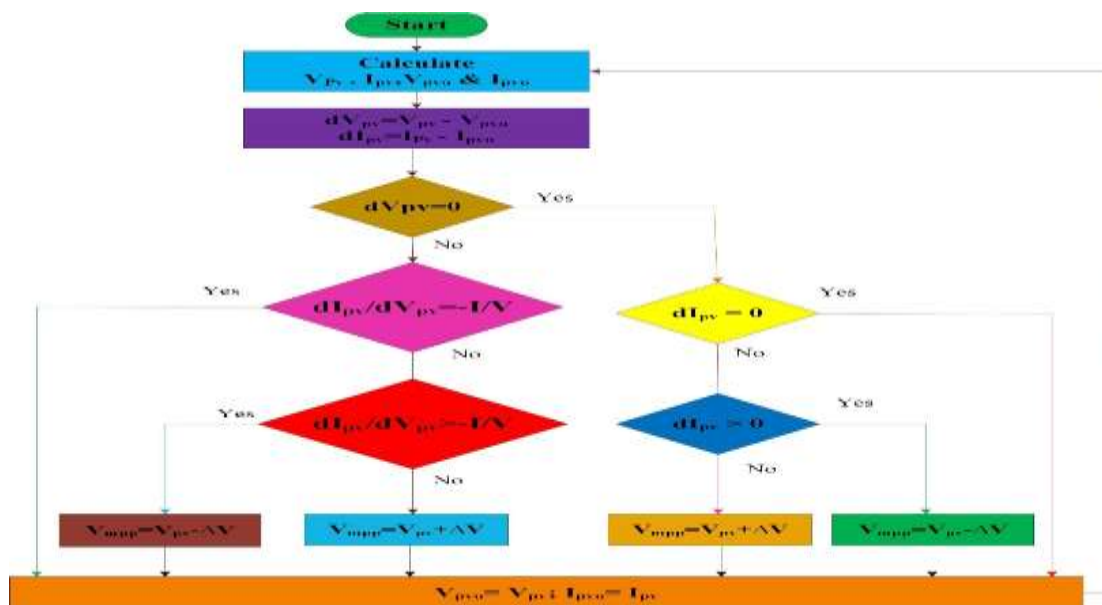 Start
Calculate
Vpv , Ipv,Vpvo & Ipvo
dVpv=Vpv - Vpvo
dIpv=Ipv - Ipvo
dVpv=0
Yes
No
Yes
dIpv/dVpv=-I/V
dIpv = 0
Yes
No
No
Yes
dIpv/dVpv>-I/V
dIpv > 0
Yes
No
No
Vmpp=Vpv-ΔV
Vmpp=Vpv+ΔV
Vmpp=Vpv+ΔV
Vmpp=Vpv-ΔV
Vpvo= Vpv; Ipvo= Ipv